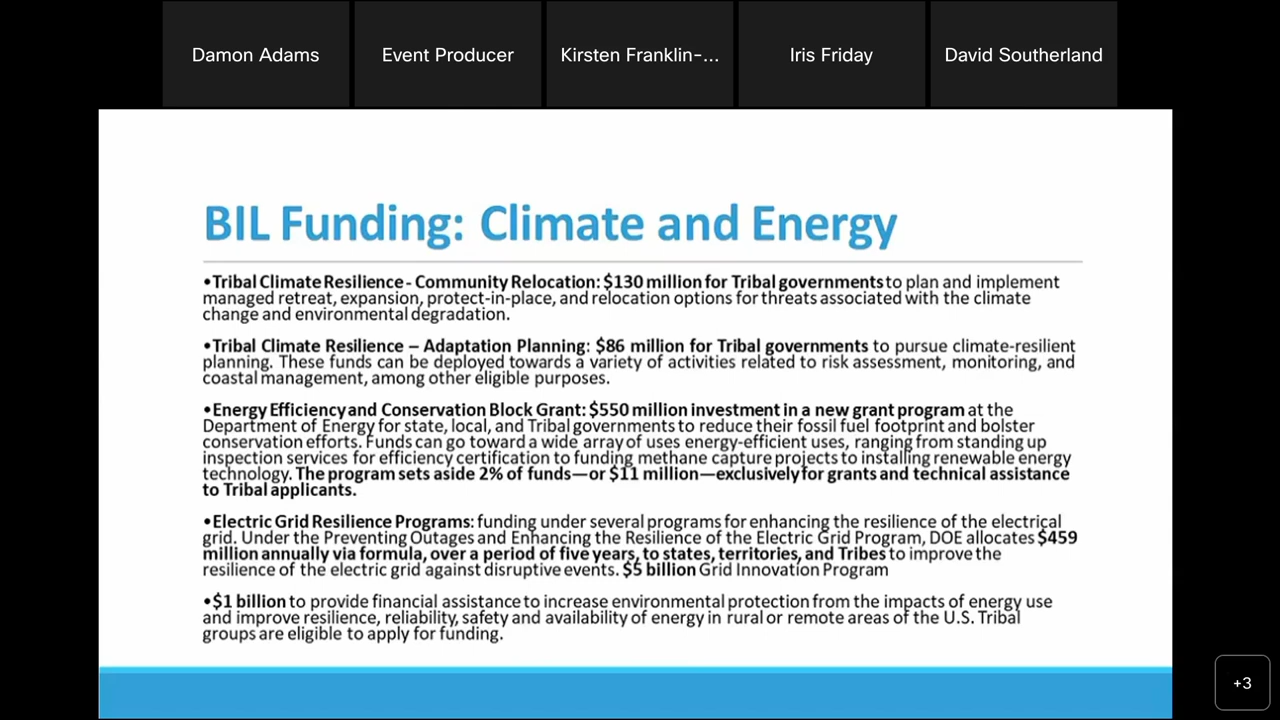 Damon Adams
Event Producer
Kirsten Franklin-...
Iris Friday
David Southerland
BIL Funding: Climate and Energy
•Tribal Climate Resilience - Community Relocation: $130 million for Tribal governments to plan and implement
managed retreat, expansion, protect-in-place, and relocation options for threats associated with the climate
change and environmental degradation.
•Tribal Climate Resilience – Adaptation Planning: $86 million for Tribal governments to pursue climate-resilient
planning. These funds can be deployed towards a variety of activities related to risk assessment, monitoring, and
coastal management, among other eligible purposes.
•Energy Efficiency and Conservation Block Grant: $550 million investment in a new grant program at the
Department of Energy for state, local, and Tribal governments to reduce their fossil fuel footprint and bolster
conservation efforts. Funds can go toward a wide array of uses energy-efficient uses, ranging from standing up
inspection services for efficiency certification to funding methane capture projects to installing renewable energy
technology. The program sets aside 2% of funds—or $11 million—exclusively for grants and technical assistance
to Tribal applicants.
•Electric Grid Resilience Programs: funding under several programs for enhancing the resilience of the electrical
grid. Under the Preventing Outages and Enhancing the Resilience of the Electric Grid Program, DOE allocates $459
million annually via formula, over a period of five years, to states, territories, and Tribes to improve the
resilience of the electric grid against disruptive events. $5 billion Grid Innovation Program
•$1 billion to provide financial assistance to increase environmental protection from the impacts of energy use
and improve resilience, reliability, safety and availability of energy in rural or remote areas of the U.S. Tribal
groups are eligible to apply for funding.
+3